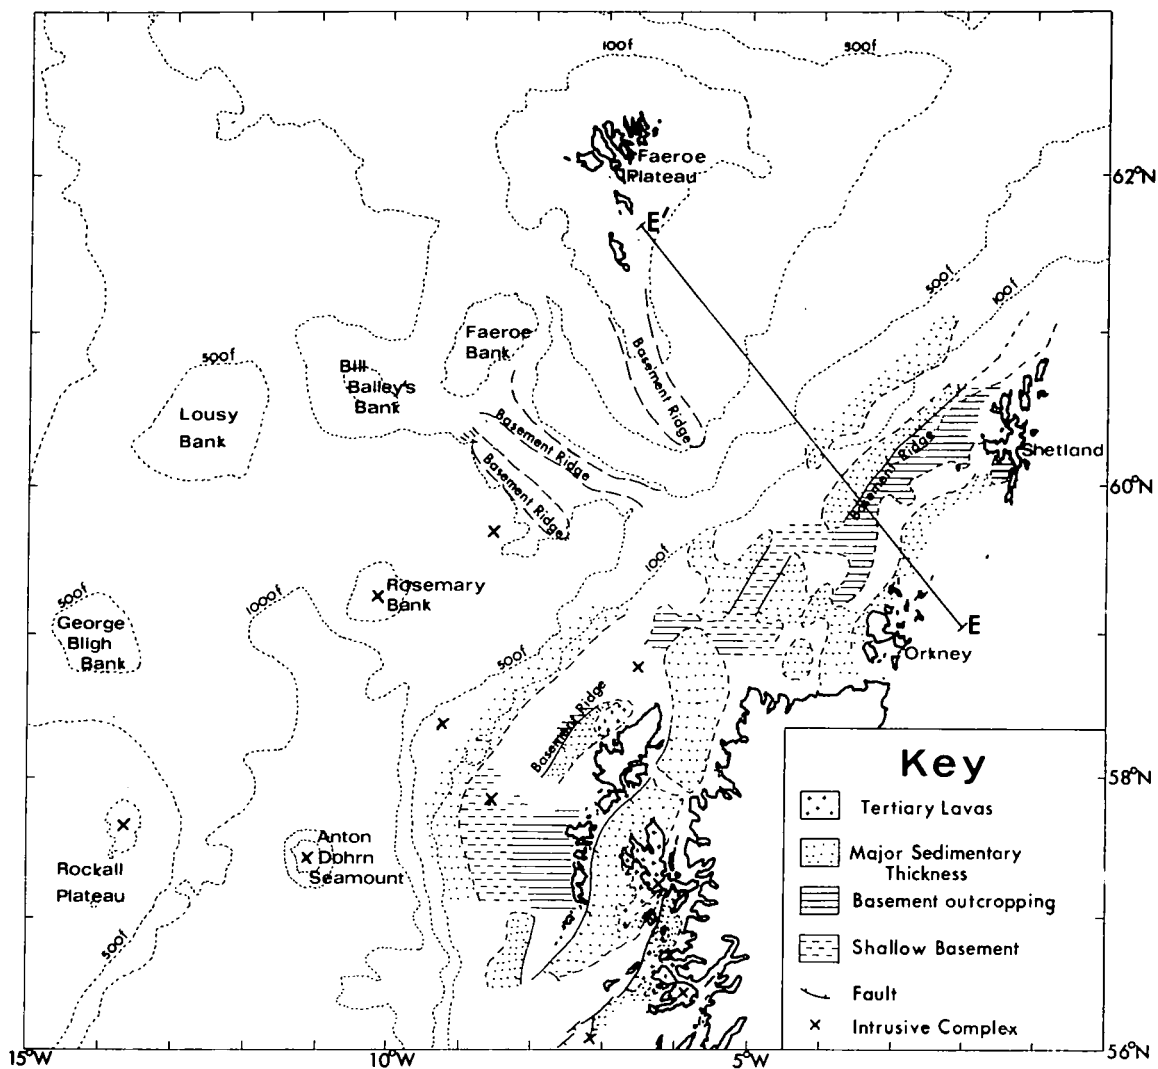 100f
500f
Faeroe
Plateau
62°N
E
500f
100f
Faeroe
Bank
500f
Bill
Bailey's
Bank
Basement Ridge
Lousy
Bank
Basement Ridge
Basement Ridge
Shetland
Basement Ridge
60°N
100f
Rosemary
Bank
500f
1000f
George
Bligh
Bank
E
Orkney
500f
Basement Ridge
Key
58°N
Tertiary Lavas
Major Sedimentary
Thickness
Basement outcropping
Shallow Basement
Fault
Intrusive Complex
Anton
Dohrn
Seamount
Rockall
Plateau
500f
15°W
10°W
5°W
56°N